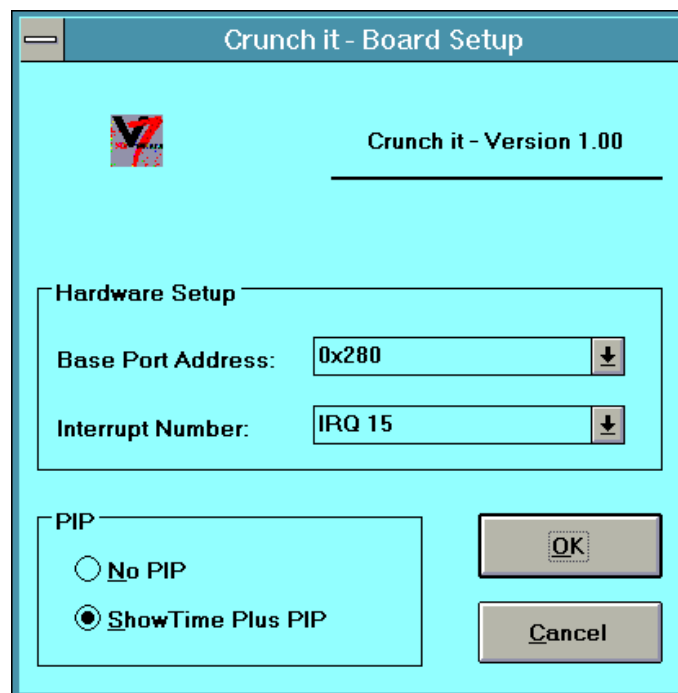 Crunch it - Board Setup
V7
Crunch it - Version 1.00
Hardware Setup
Base Port Address:
0x280
Interrupt Number:
IRQ 15
PIP
No PIP
ShowTime Plus PIP
OK
Cancel